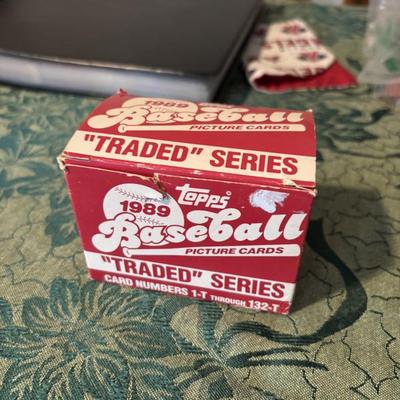 1989
Baseball
PICTURE CARDS
"TRADED" SERIES
TOPPS
1989
Baseball
PICTURE CARDS
"TRADED" SERIES
CARD NUMBERS 1-T THROUGH 132-T